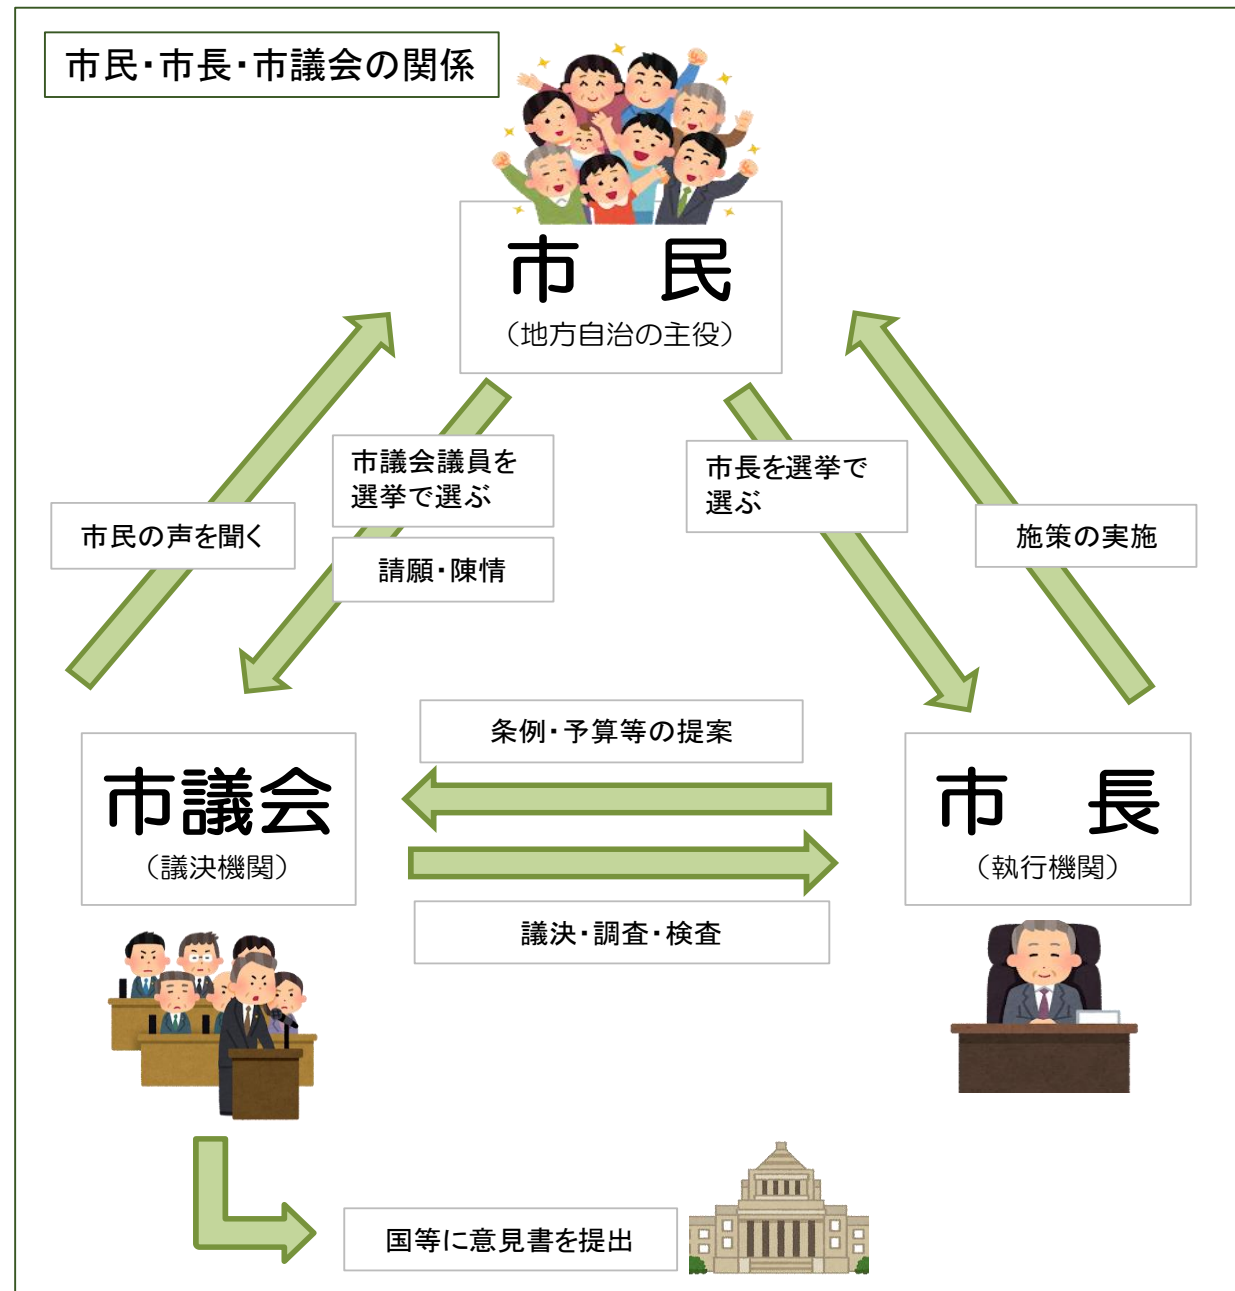 市民・市長・市議会の関係
市　民
（地方自治の主役）
市議会議員を
選挙で選ぶ
市長を選挙で
選ぶ
市民の声を聞く
施策の実施
請願・陳情
条例・予算等の提案
市議会
（議決機関）
市　長
（執行機関）
議決・調査・検査
国等に意見書を提出